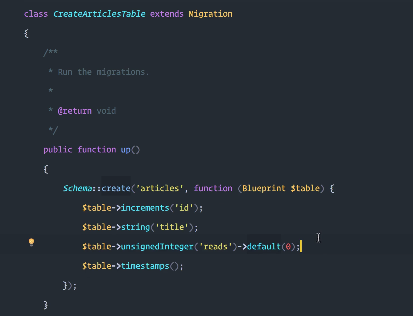 class CreateArticlesTable extends Migration
{
/**
* Run the migrations.
*
* @return void
*/
public function up()
{
Schema::create('articles', function (Blueprint $table) {
$table->increments('id');
$table->string('title');
$table->unsignedInteger('reads')->default(0);
$table->timestamps();
});
}